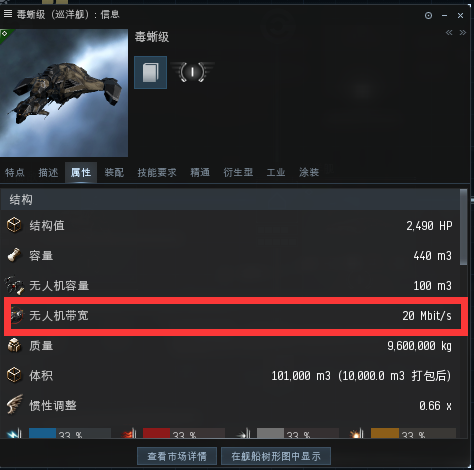 毒蜥级（巡洋舰）: 信息
毒蜥级
I
特点 描述 属性 装配 技能要求 精通 衍生型 工业 涂装
结构
结构值 2,490 HP
容量 440 m3
无人机容量 100 m3
无人机带宽 20 Mbit/s
质量 9,600,000 kg
体积 101,000 m3 (10,000.0 m3 打包后)
惯性调整 0.66 x
33 % 33 % 33 % 33 %
查看市场详情 在舰船树形图中显示